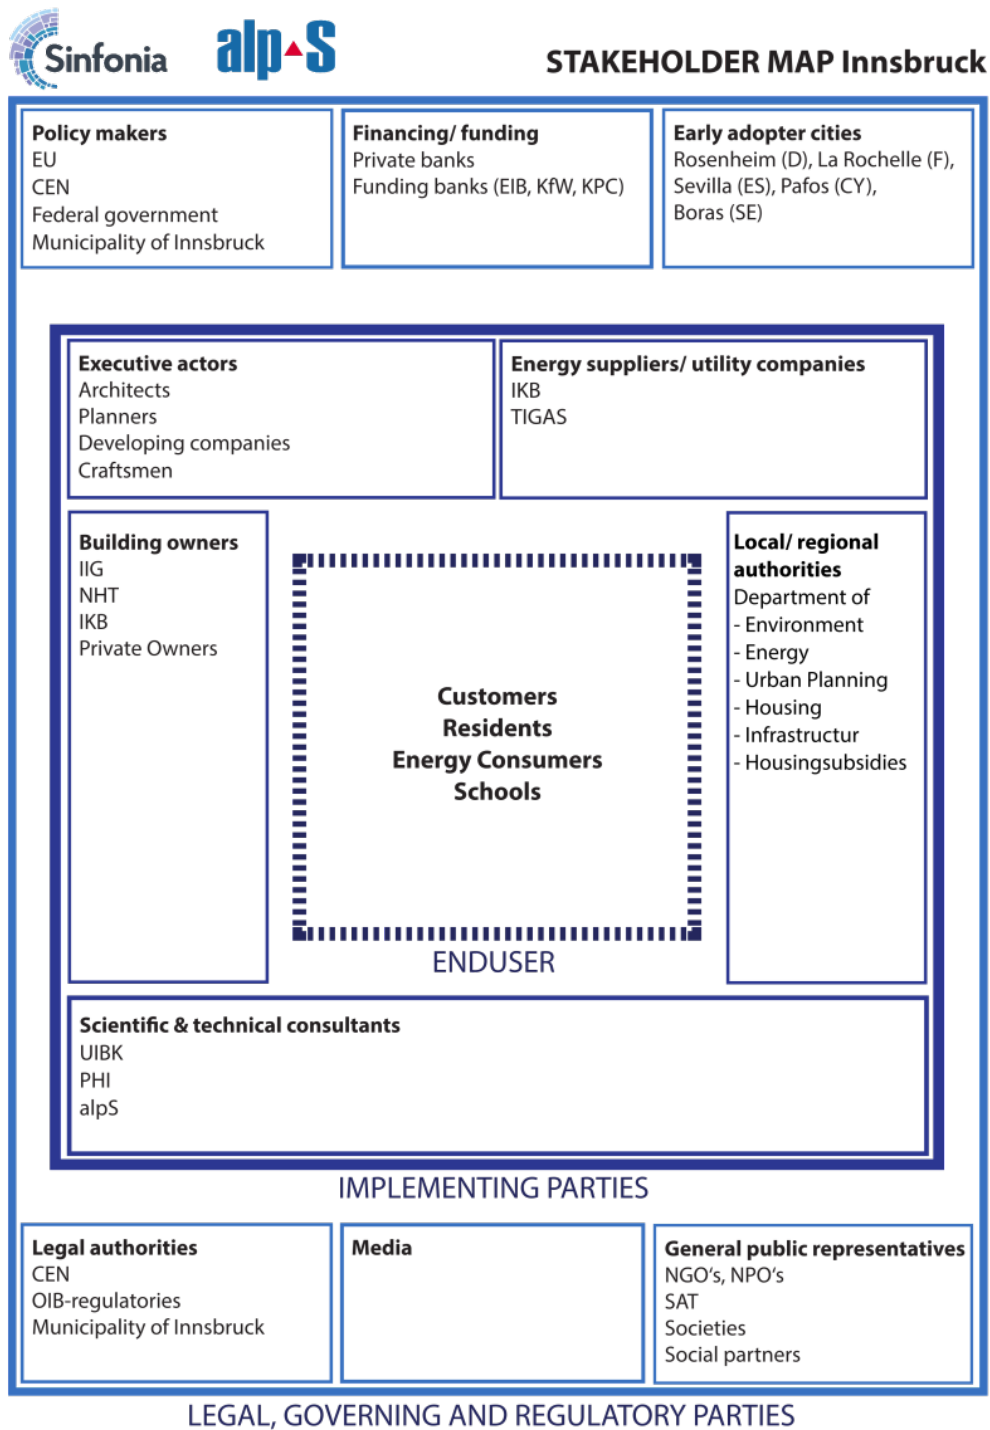 Sinfonia
alpS
STAKEHOLDER MAP Innsbruck
Policy makers
EU
CEN
Federal government
Municipality of Innsbruck
Financing/ funding
Private banks
Funding banks (EIB, KfW, KPC)
Early adopter cities
Rosenheim (D), La Rochelle (F),
Sevilla (ES), Pafos (CY),
Boras (SE)
Executive actors
Architects
Planners
Developing companies
Craftsmen
Energy suppliers/ utility companies
IKB
TIGAS
Building owners
IIG
NHT
IKB
Private Owners
Customers
Residents
Energy Consumers
Schools
ENDUSER
Local/ regional
authorities
Department of
- Environment
- Energy
- Urban Planning
- Housing
- Infrastructur
- Housingsubsidies
Scientific & technical consultants
UIBK
PHI
alpS
IMPLEMENTING PARTIES
Legal authorities
CEN
OIB-regulatories
Municipality of Innsbruck
Media
General public representatives
NGO‘s, NPO‘s
SAT
Societies
Social partners
LEGAL, GOVERNING AND REGULATORY PARTIES